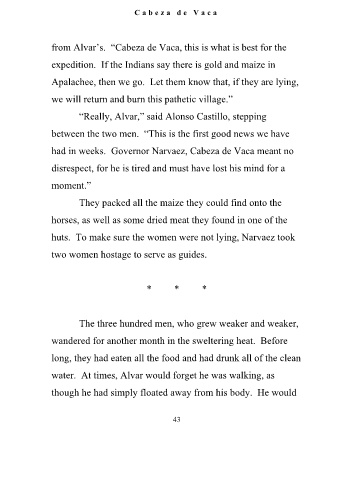 Cabeza de Vaca
from Alvar's. "Cabeza de Vaca, this is what is best for the
expedition. If the Indians say there is gold and maize in
Apalachee, then we go. Let them know that, if they are lying,
we will return and burn this pathetic village."
"Really, Alvar," said Alonso Castillo, stepping
between the two men. "This is the first good news we have
had in weeks. Governor Narvaez, Cabeza de Vaca meant no
disrespect, for he is tired and must have lost his mind for a
moment."
They packed all the maize they could find onto the
horses, as well as some dried meat they found in one of the
huts. To make sure the women were not lying, Narvaez took
two women hostage to serve as guides.
* * *
The three hundred men, who grew weaker and weaker,
wandered for another month in the sweltering heat. Before
long, they had eaten all the food and had drunk all of the clean
water. At times, Alvar would forget he was walking, as
though he had simply floated away from his body. He would
43